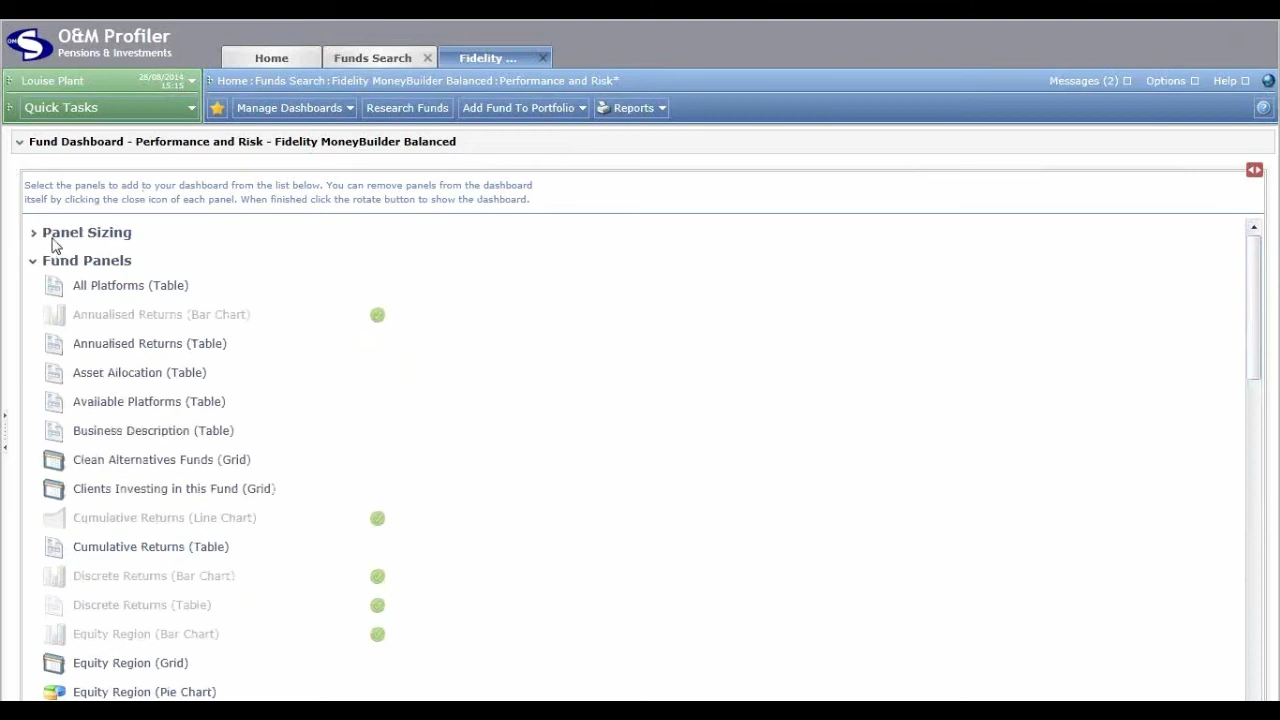 O&M Profiler
Pensions & Investments
OM
Home
Funds Search
Fidelity ...
Louise Plant
28/08/2014
15:15
Home : Funds Search : Fidelity MoneyBuilder Balanced : Performance and Risk*
Messages (2)
Options
Help
Quick Tasks
Manage Dashboards
Research Funds
Add Fund To Portfolio
Reports
Fund Dashboard - Performance and Risk - Fidelity MoneyBuilder Balanced
Select the panels to add to your dashboard from the list below. You can remove panels from the dashboard
itself by clicking the close icon of each panel. When finished click the rotate button to show the dashboard.
Panel Sizing
Fund Panels
All Platforms (Table)
Annualised Returns (Bar Chart)
Annualised Returns (Table)
Asset Allocation (Table)
Available Platforms (Table)
Business Description (Table)
Clean Alternatives Funds (Grid)
Clients Investing in this Fund (Grid)
Cumulative Returns (Line Chart)
Cumulative Returns (Table)
Discrete Returns (Bar Chart)
Discrete Returns (Table)
Equity Region (Bar Chart)
Equity Region (Grid)
Equity Region (Pie Chart)